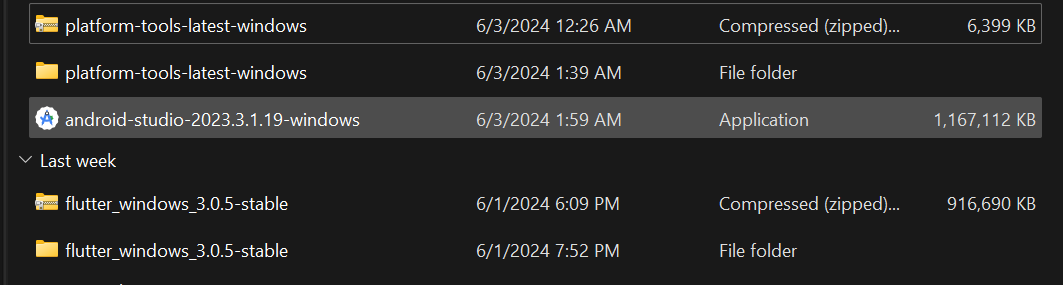 platform-tools-latest-windows 6/3/2024 12:26 AM Compressed (zipped)... 6,399 KB
platform-tools-latest-windows 6/3/2024 1:39 AM File folder
android-studio-2023.3.1.19-windows 6/3/2024 1:59 AM Application 1,167,112 KB
Last week
flutter_windows_3.0.5-stable 6/1/2024 6:09 PM Compressed (zipped)... 916,690 KB
flutter_windows_3.0.5-stable 6/1/2024 7:52 PM File folder